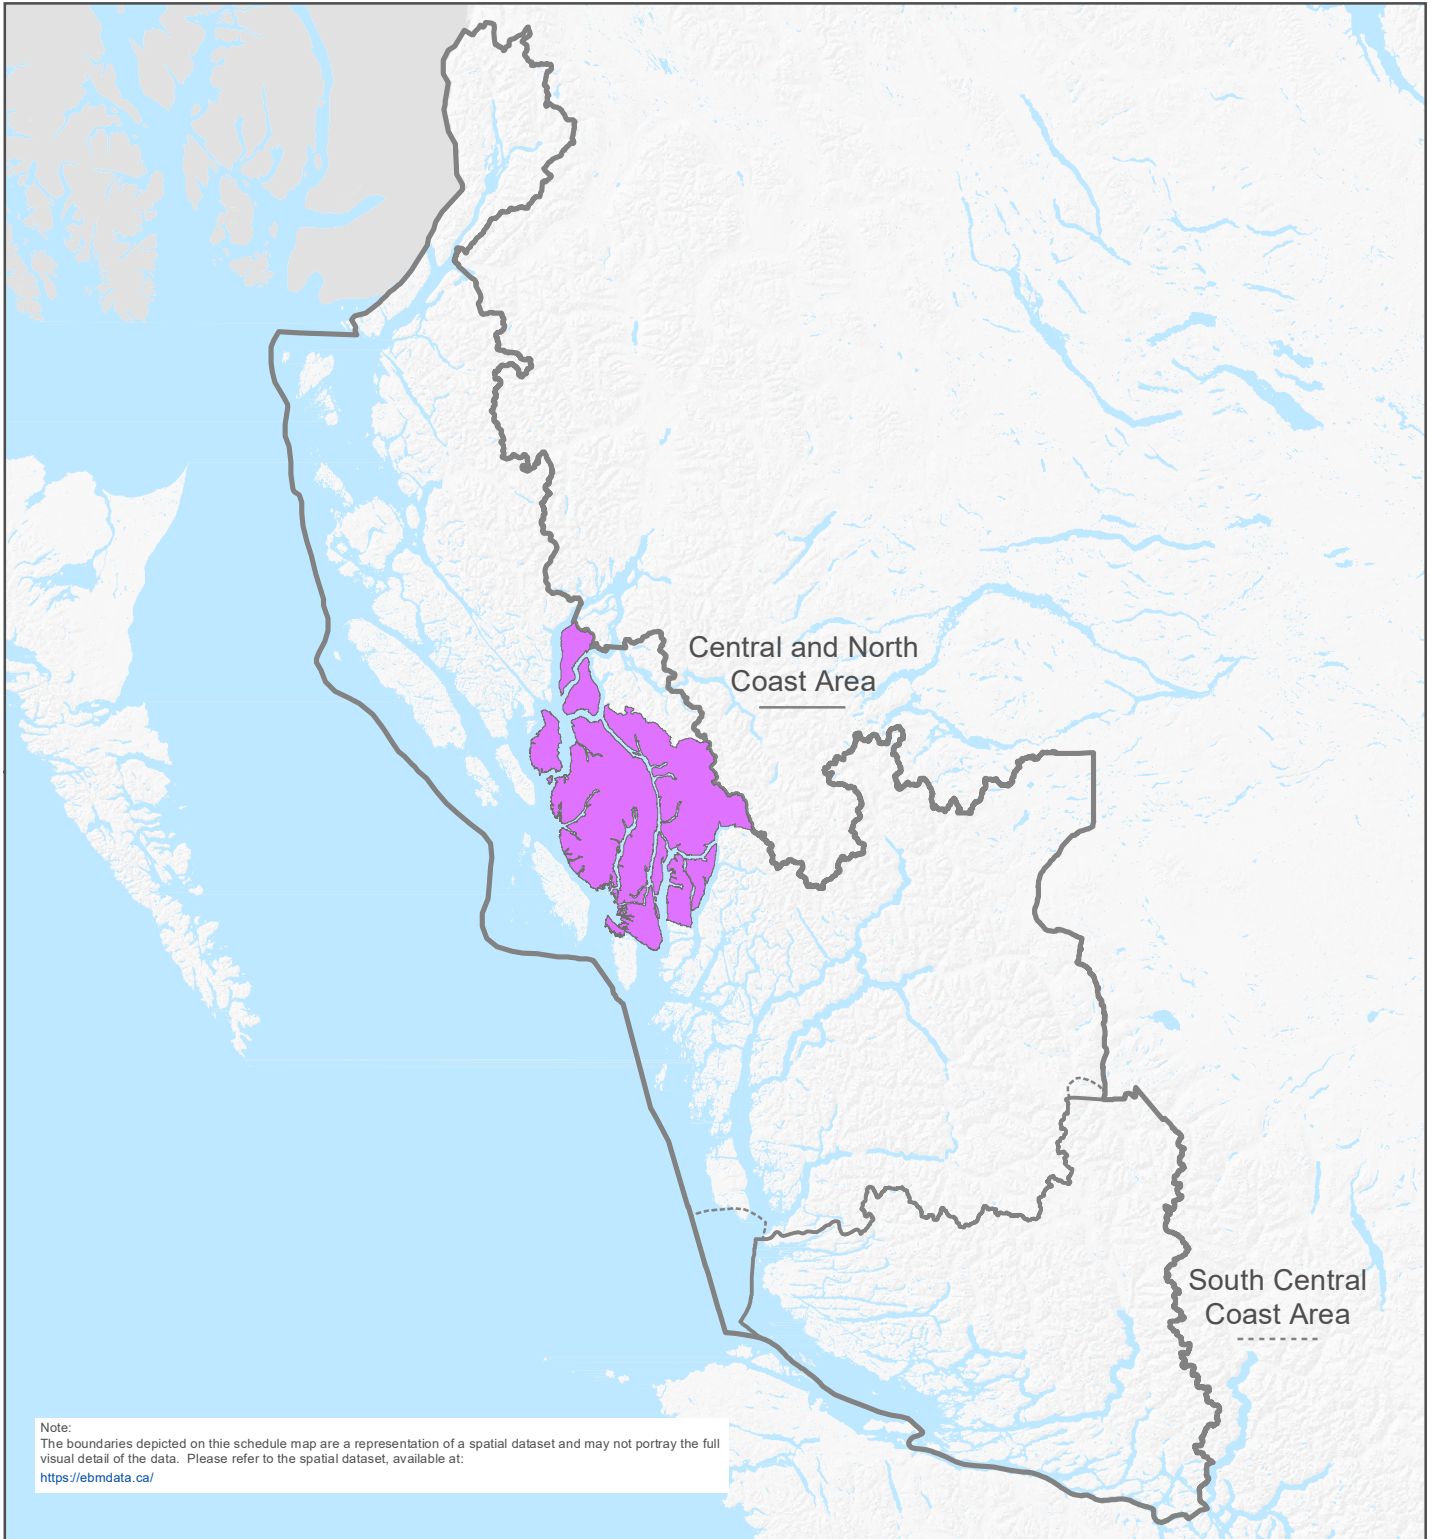 Central and North
Coast Area
South Central
Coast Area
Note:
The boundaries depicted on thie schedule map are a representation of a spatial dataset and may not portray the full
visual detail of the data.  Please refer to the spatial dataset, available at:
https://ebmdata.ca/